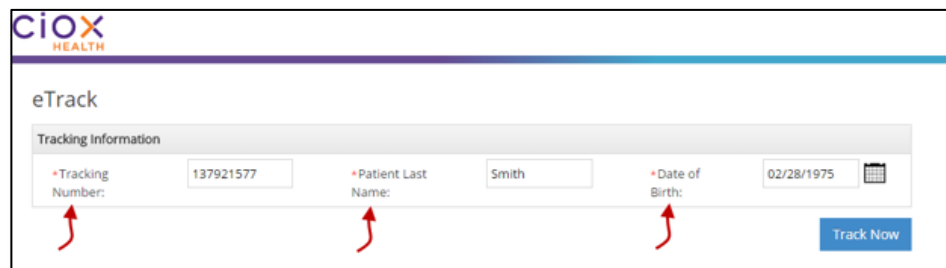 ciox
HEALTH
eTrack
Tracking Information
*Tracking Number: 137921577 *Patient Last Name: Smith *Date of Birth: 02/28/1975
Track Now